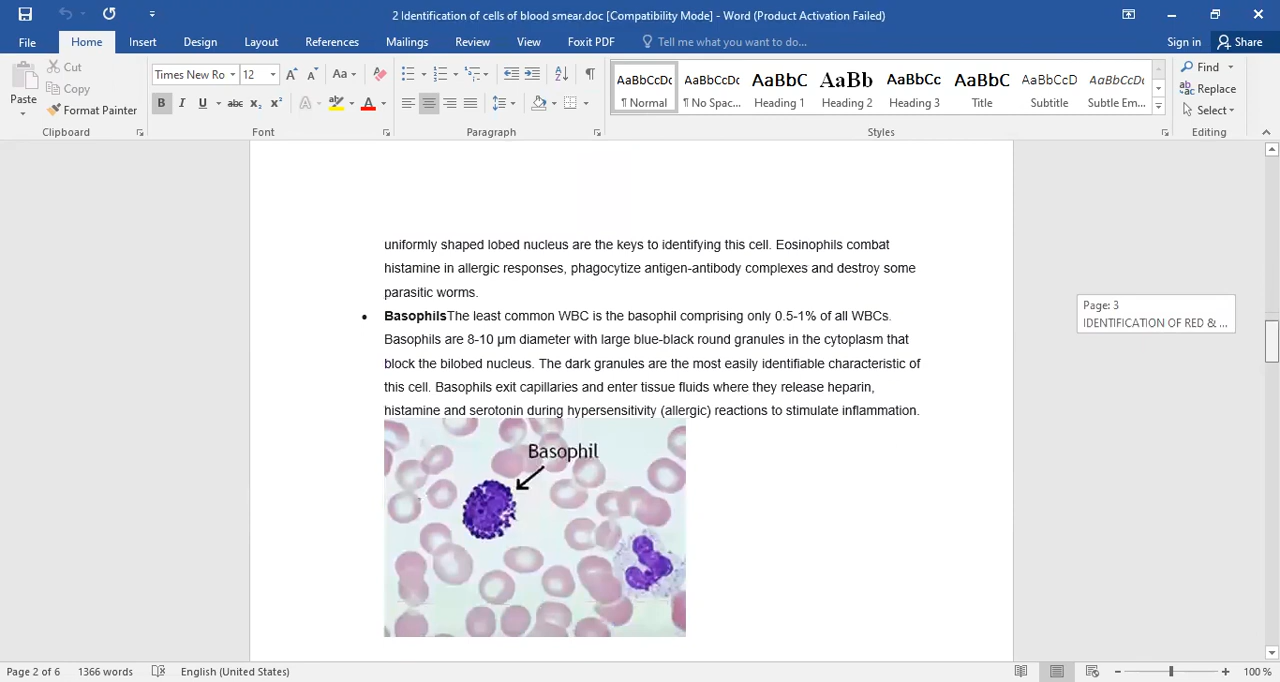 2 Identification of cells of blood smear.doc [Compatibility Mode] - Word (Product Activation Failed)
File Home Insert Design Layout References Mailings Review View Foxit PDF Tell me what you want to do... Sign in Share
Paste
Cut
Copy
Format Painter
Clipboard
Times New Ro 12
Aa
B I U abc X₂ X²
Font
Paragraph
AaBbCcDc AaBbCcDc AaBbC AaBb AaBbCc AaBbC AaBbCcD AaBbCcDc
¶ Normal ¶ No Spac... Heading 1 Heading 2 Heading 3 Title Subtitle Subtle Em...
Styles
Find
Replace
Select
Editing
uniformly shaped lobed nucleus are the keys to identifying this cell. Eosinophils combat
histamine in allergic responses, phagocytize antigen-antibody complexes and destroy some
parasitic worms.
• BasophilsThe least common WBC is the basophil comprising only 0.5-1% of all WBCs.
Basophils are 8-10 µm diameter with large blue-black round granules in the cytoplasm that
block the bilobed nucleus. The dark granules are the most easily identifiable characteristic of
this cell. Basophils exit capillaries and enter tissue fluids where they release heparin,
histamine and serotonin during hypersensitivity (allergic) reactions to stimulate inflammation.
Basophil
Page: 3
IDENTIFICATION OF RED & ...
Page 2 of 6 1366 words English (United States) 100 %